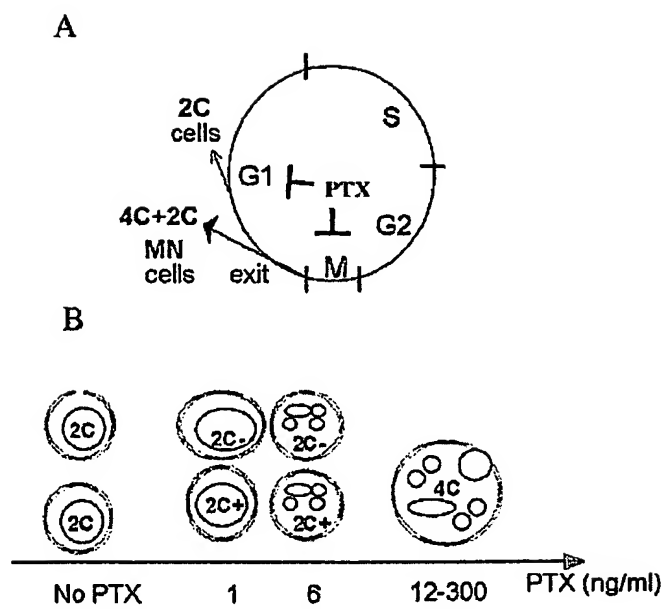 A
2C
cells
S
G1
PTX
4C+2C
G2
MN
cells
exit
M
B
2C
2C-
2C-
2C
2C+
2C+
4C
No PTX
1
6
12-300
PTX (ng/ml)